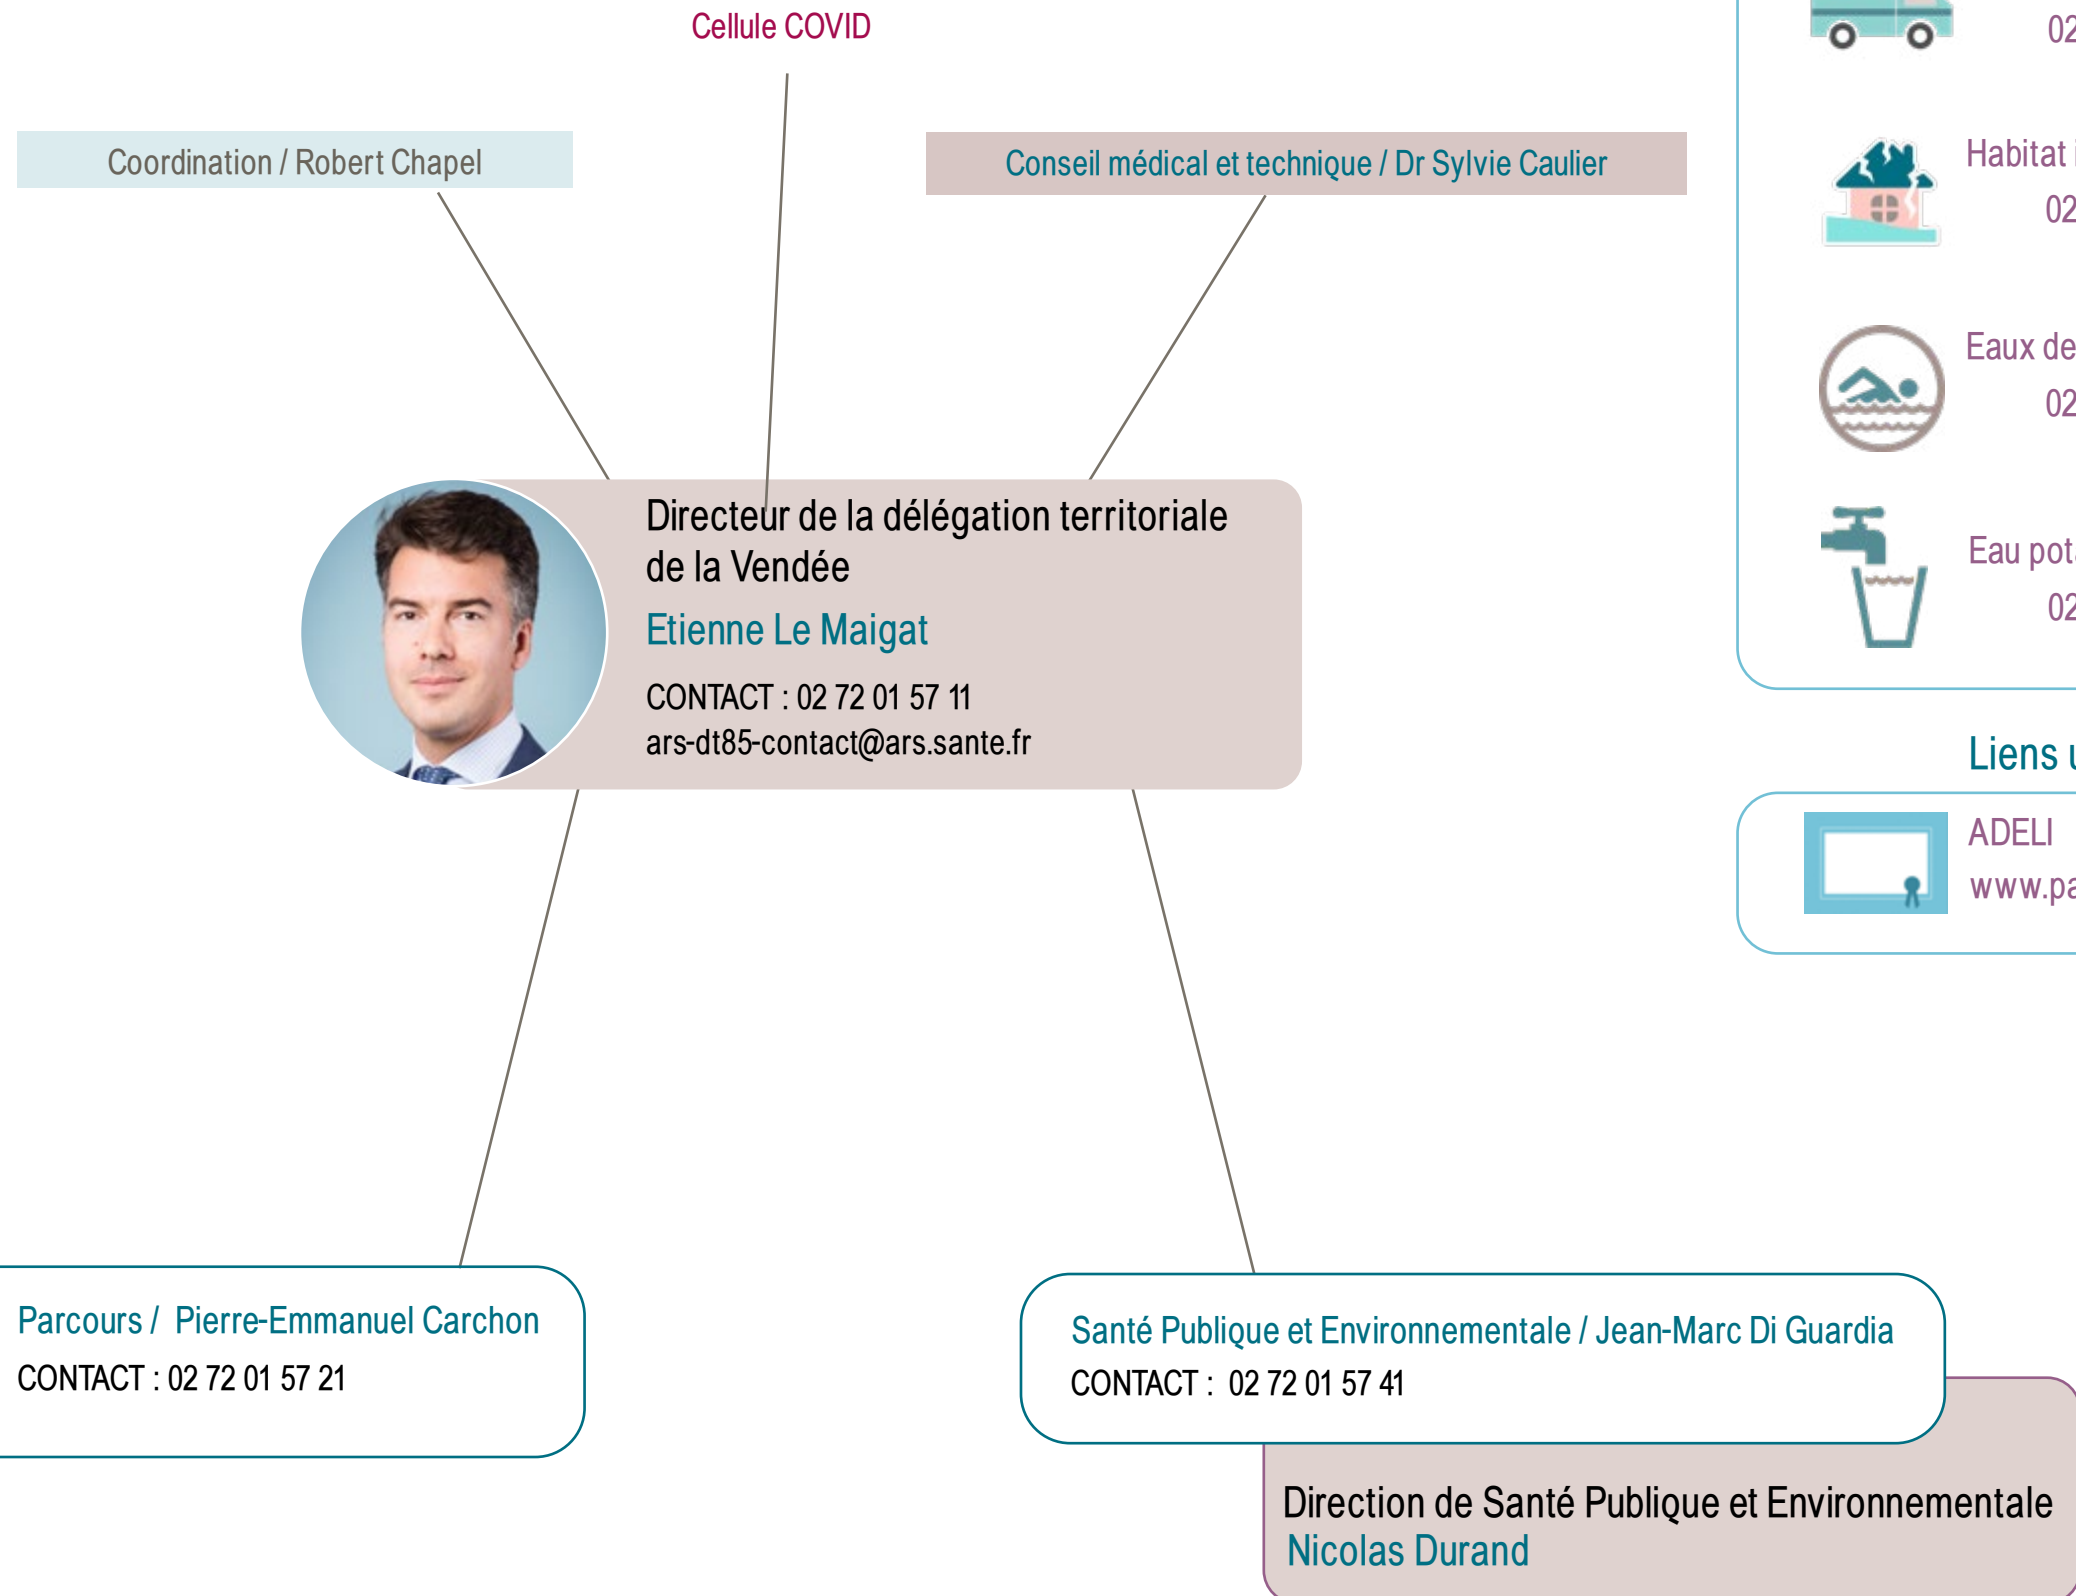 Cellule COVID
Coordination / Robert Chapel
Conseil médical et technique / Dr Sylvie Caulier
Directeur de la délégation territoriale
de la Vendée
Etienne Le Maigat
CONTACT : 02 72 01 57 11
ars-dt85-contact@ars.sante.fr
Parcours / Pierre-Emmanuel Carchon
CONTACT : 02 72 01 57 21
Santé Publique et Environnementale / Jean-Marc Di Guardia
CONTACT : 02 72 01 57 41
Direction de Santé Publique et Environnementale
Nicolas Durand
02
Habitat
02
Eaux de
02
Eau
02
Liens
ADELI